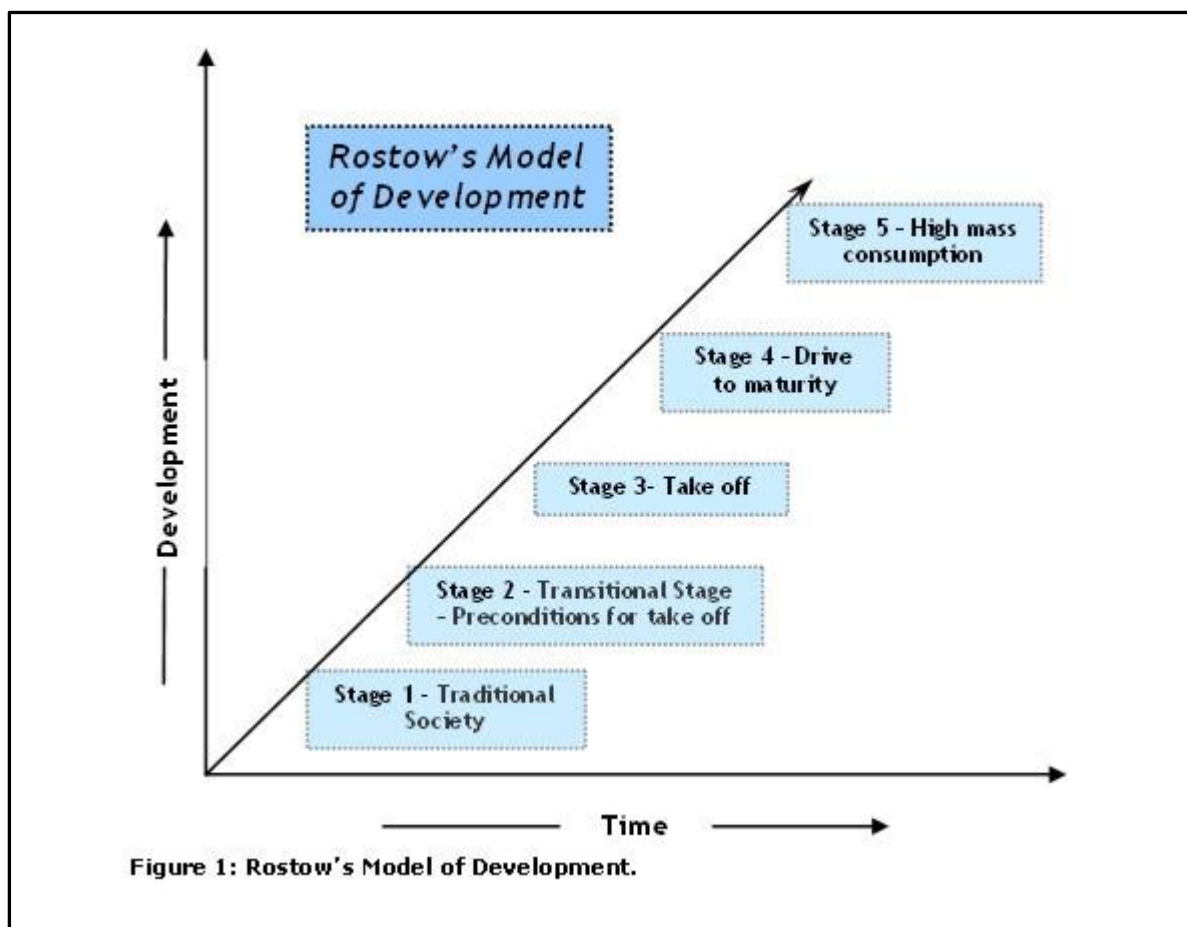 Rostow's Model
of Development
Stage 5 - High mass
consumption
Stage 4 - Drive
to maturity
Stage 3- Take off
Stage 2 - Transitional Stage
- Preconditions for take off
Stage 1 - Traditional
Society
Development
Time
Figure 1: Rostow's Model of Development.